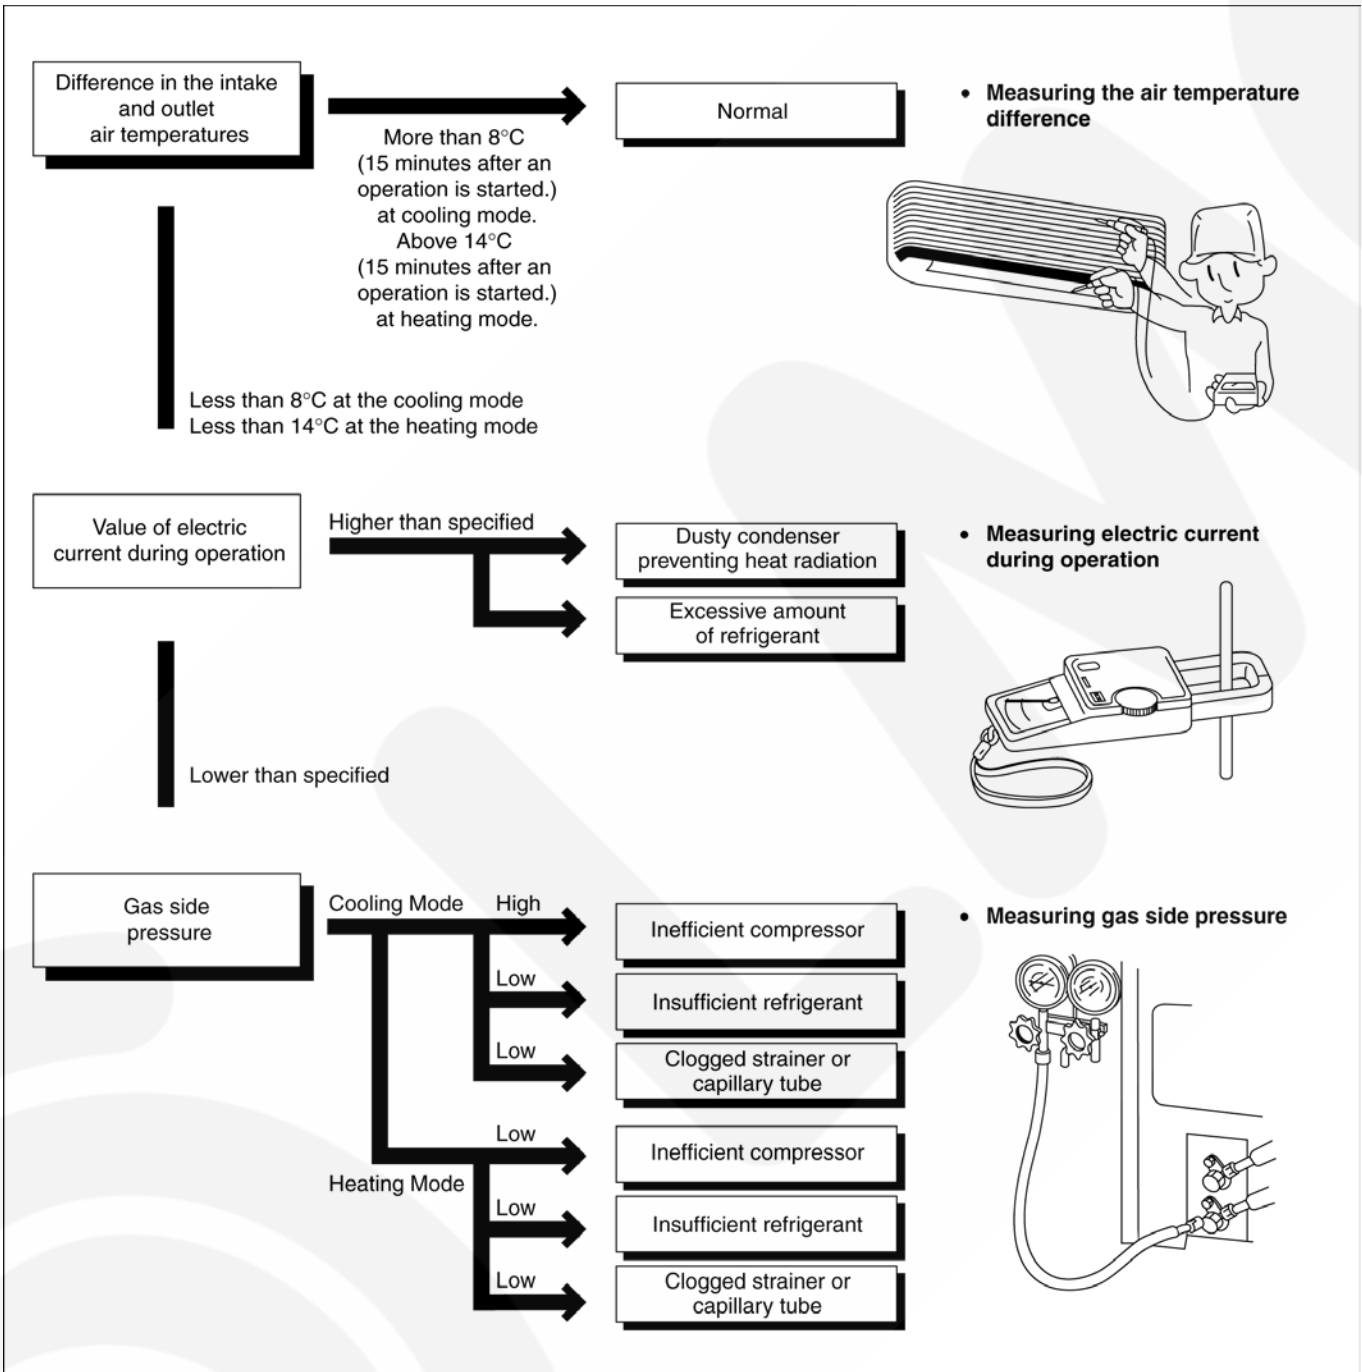 Difference in the intake
and outlet
air temperatures
More than 8°C
(15 minutes after an
operation is started.)
at cooling mode.
Above 14°C
(15 minutes after an
operation is started.)
at heating mode.
Normal
• Measuring the air temperature
difference
Less than 8°C at the cooling mode
Less than 14°C at the heating mode
Value of electric
current during operation
Higher than specified
Dusty condenser
preventing heat radiation
Excessive amount
of refrigerant
• Measuring electric current
during operation
Lower than specified
Gas side
pressure
Cooling Mode
High
Inefficient compressor
Low
Insufficient refrigerant
Low
Clogged strainer or
capillary tube
Heating Mode
Low
Inefficient compressor
Low
Insufficient refrigerant
Low
Clogged strainer or
capillary tube
• Measuring gas side pressure